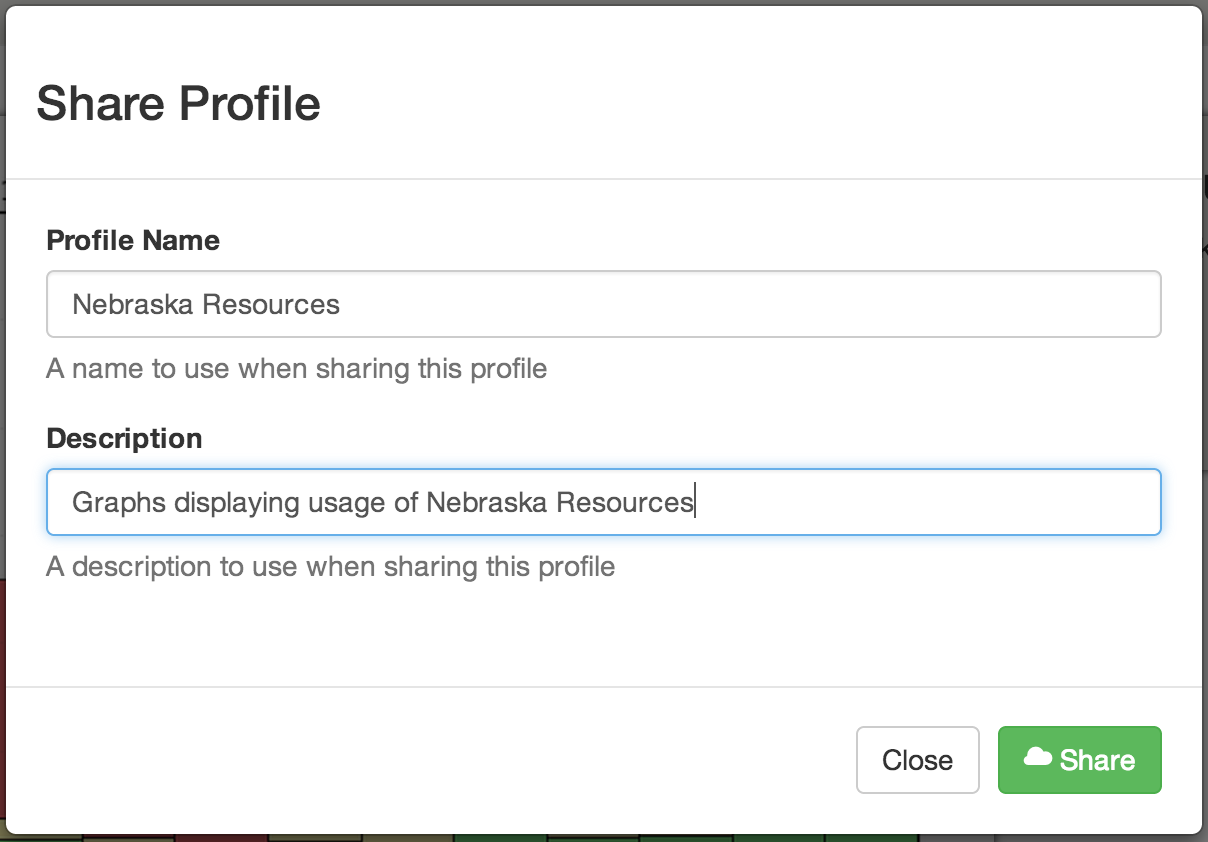 Share Profile
Profile Name
Nebraska Resources
A name to use when sharing this profile
Description
Graphs displaying usage of Nebraska Resources
A description to use when sharing this profile
Close
Share